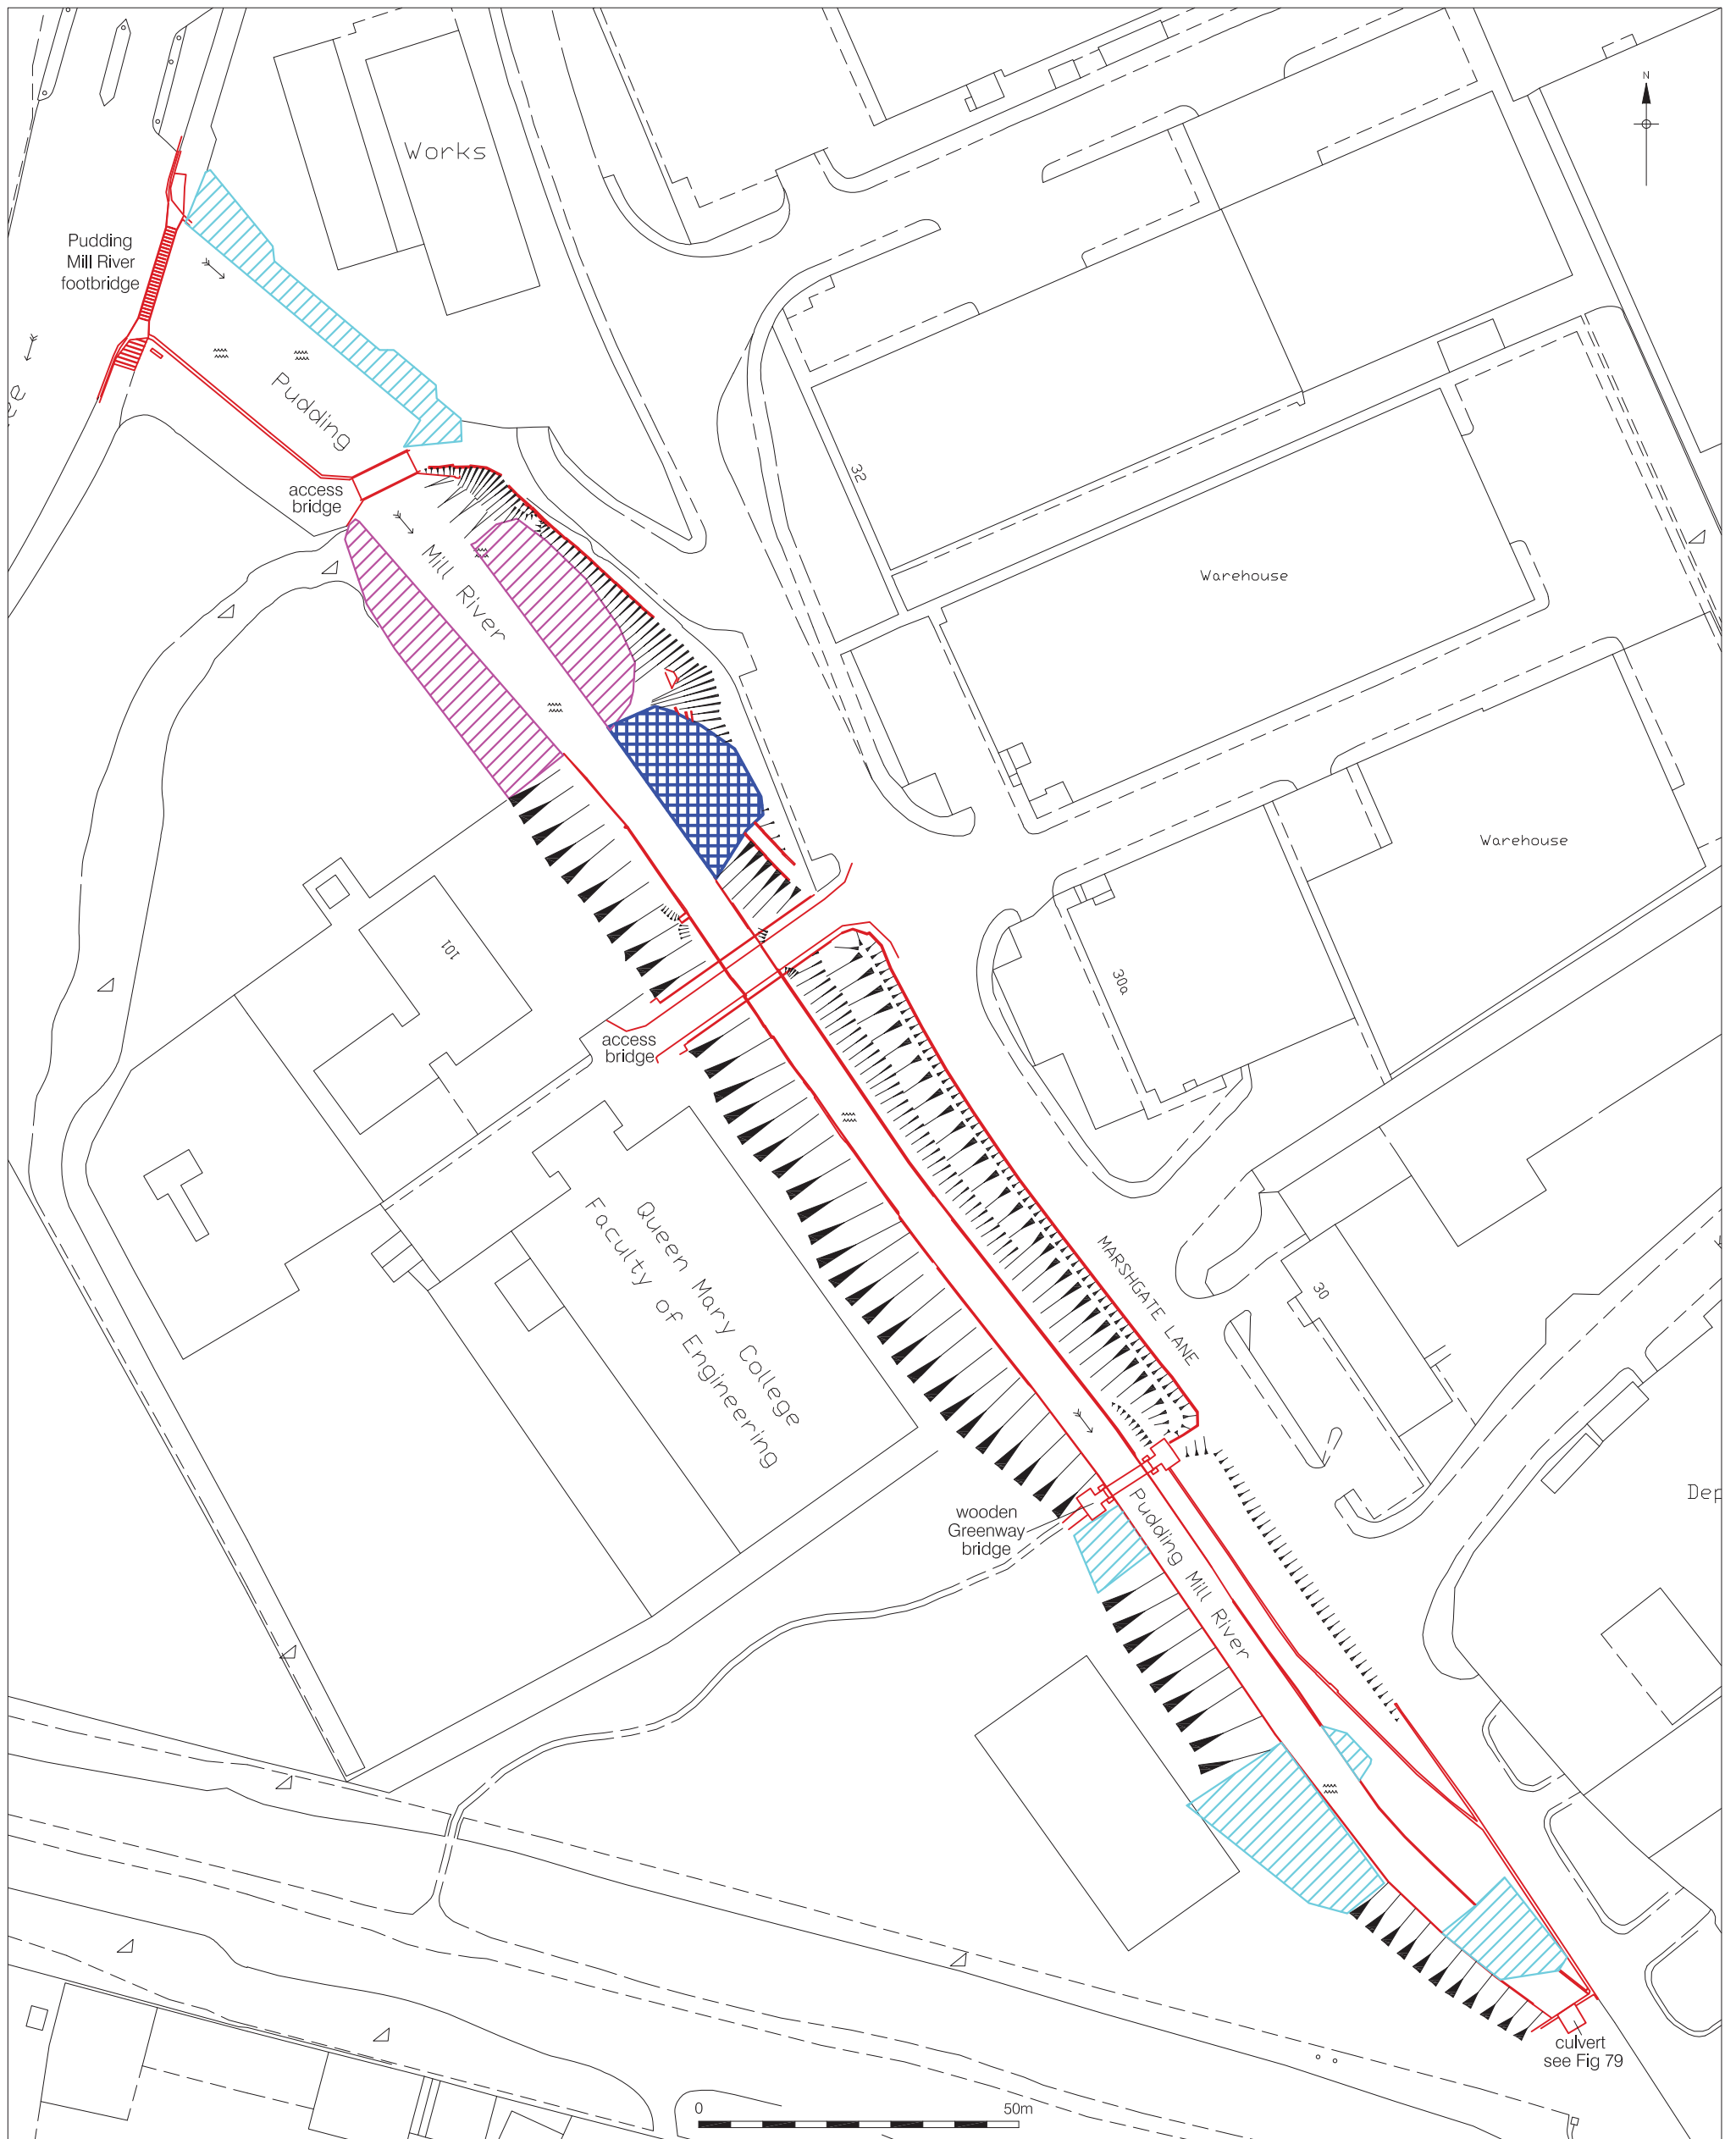 N
Works
Pudding
Mill River
footbridge
ee
Pudding
access
bridge
Mill River
32
Warehouse
Warehouse
101
30a
access
bridge
Queen Mary College
Faculty of Engineering
MARSHGATE LANE
30
Dep
wooden
Greenway
bridge
Pudding Mill River
culvert
see Fig 79
0 50m